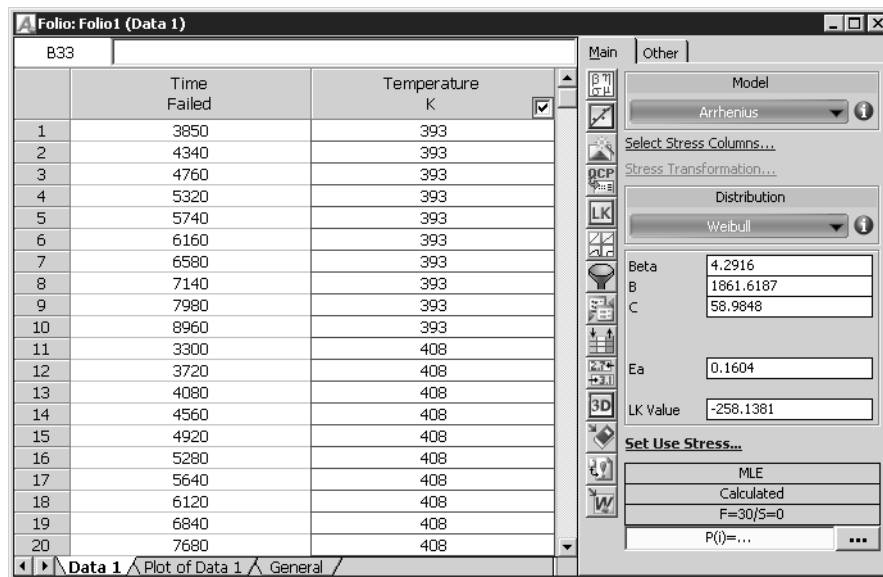 Folio: Folio1 (Data 1)
B33
Main Other
Time Failed Temperature K
1 3850 393
2 4340 393
3 4760 393
4 5320 393
5 5740 393
6 6160 393
7 6580 393
8 7140 393
9 7980 393
10 8960 393
11 3300 408
12 3720 408
13 4080 408
14 4560 408
15 4920 408
16 5280 408
17 5640 408
18 6120 408
19 6840 408
20 7680 408
Data 1 Plot of Data 1 General
β η
σ μ
QCP
LK
3D
W
Model
Arrhenius
Select Stress Columns...
Stress Transformation...
Distribution
Weibull
Beta 4.2916
B 1861.6187
C 58.9848
Ea 0.1604
LK Value -258.1381
Set Use Stress...
MLE
Calculated
F=30/S=0
P(i)=...
...